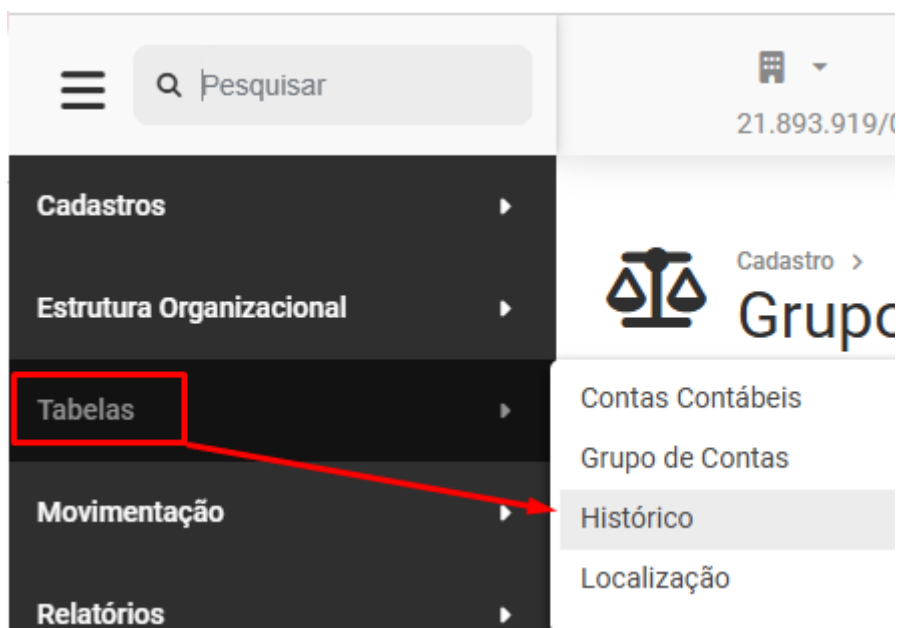 Pesquisar
21.893.919/0
Cadastros
Estrutura Organizacional
Tabelas
Movimentação
Relatórios
Cadastro >
Grupo
Contas Contábeis
Grupo de Contas
Histórico
Localização